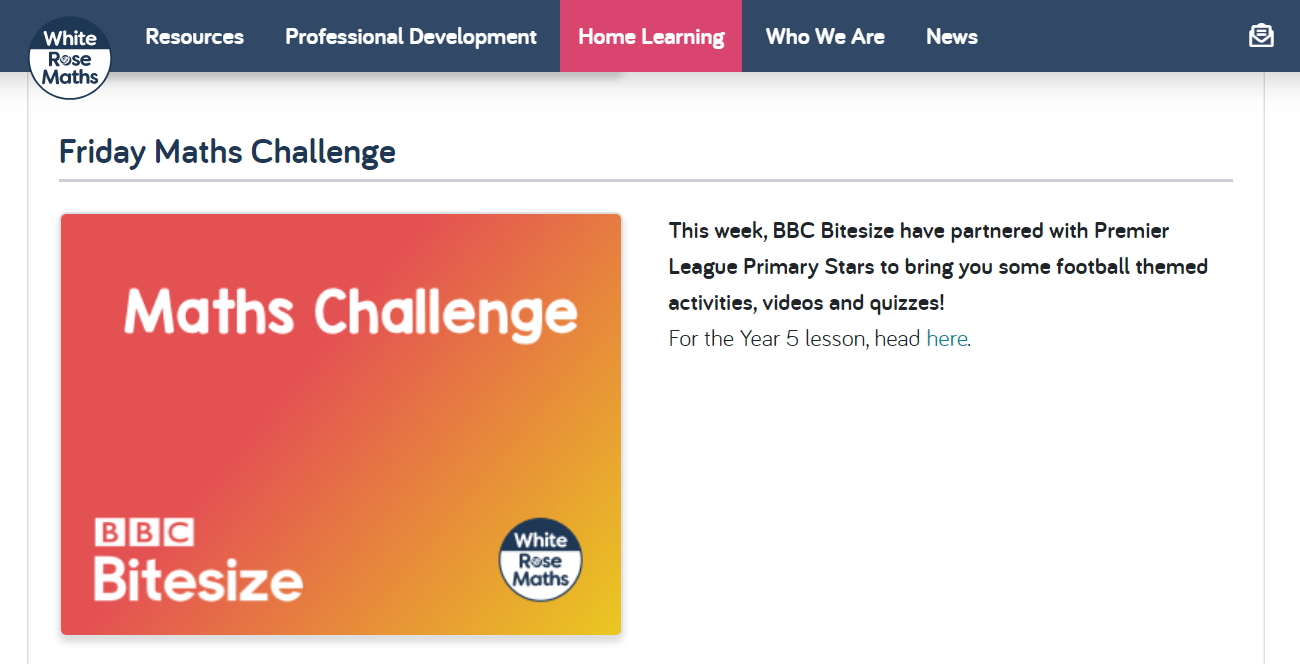 White
Rose
Maths
Resources
Professional Development
Home Learning
Who We Are
News
Friday Maths Challenge
Maths Challenge
BBC
Bitesize
White
Rose
Maths
This week, BBC Bitesize have partnered with Premier
League Primary Stars to bring you some football themed
activities, videos and quizzes!
For the Year 5 lesson, head here.